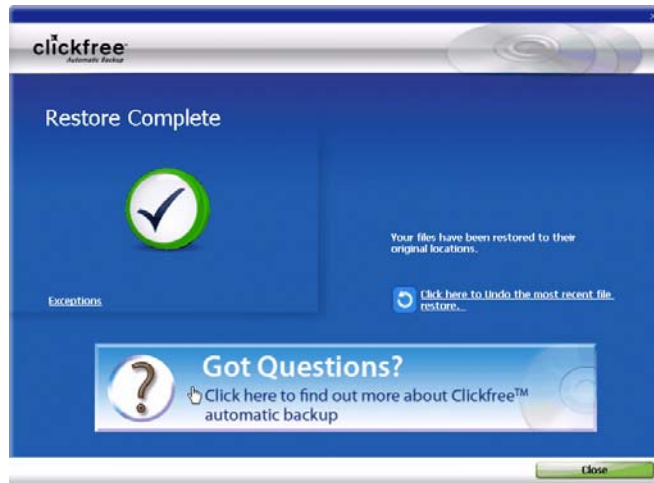 clickfree
Automatic Backup
Restore Complete
Your files have been restored to their
original locations.
Exceptions
Click here to Undo the most recent file
restore.
?
Got Questions?
Click here to find out more about Clickfree™
automatic backup
Close